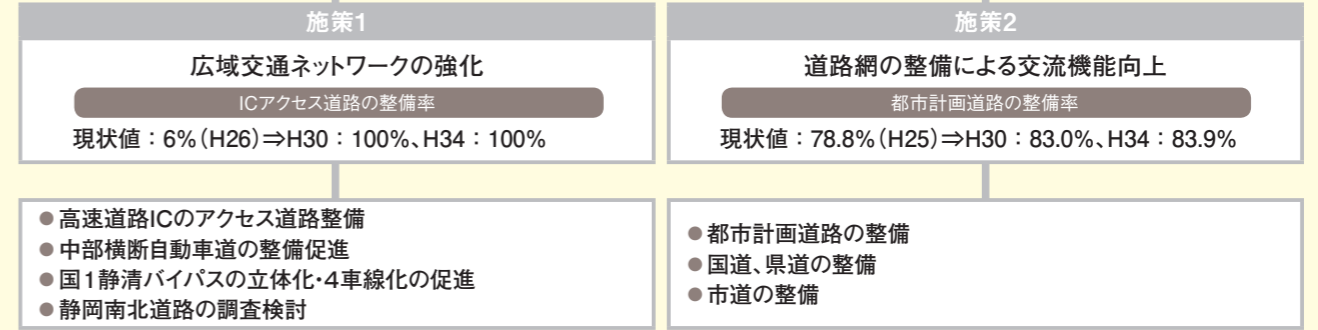 施策1
広域交通ネットワークの強化
ICアクセス道路の整備率
現状値：6%（H26）⇒H30：100%、H34：100%
●高速道路ICのアクセス道路整備
●中部横断自動車道の整備促進
●国1静清バイパスの立体化・4車線化の促進
●静岡南北道路の調査検討
施策2
道路網の整備による交流機能向上
都市計画道路の整備率
現状値：78.8%（H25）⇒H30：83.0%、H34：83.9%
●都市計画道路の整備
●国道、県道の整備
●市道の整備